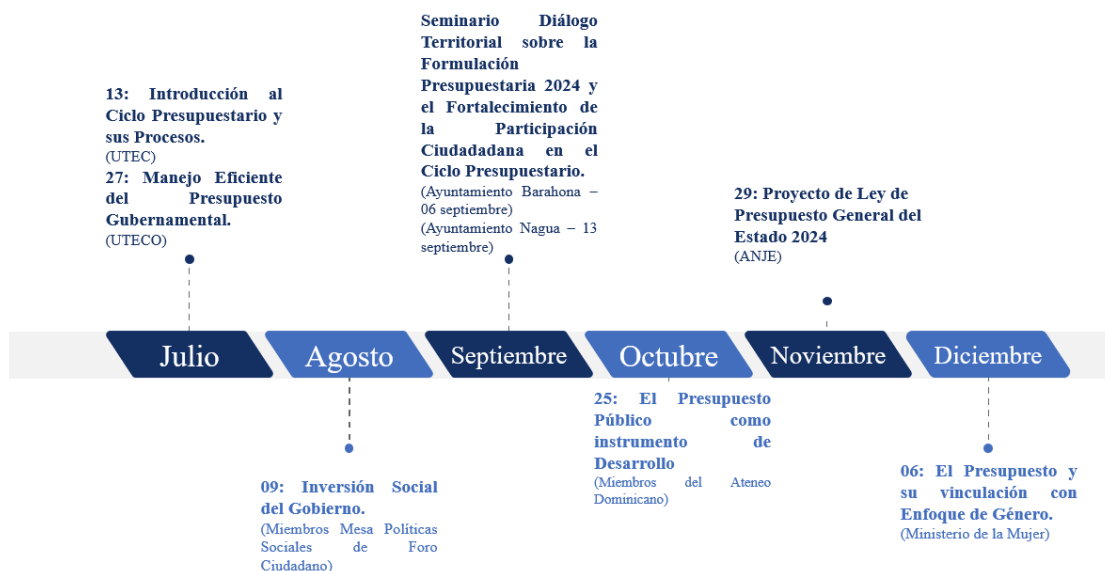 13: Introducción al
Ciclo Presupuestario y
sus Procesos.
(UTEC)
27: Manejo Eficiente
del Presupuesto
Gubernamental.
(UTECO)
Seminario Diálogo
Territorial sobre la
Formulación
Presupuestaria 2024 y
el Fortalecimiento de
la Participación
Ciudadadana en el
Ciclo Presupuestario.
(Ayuntamiento Barahona –
06 septiembre)
(Ayuntamiento Nagua – 13
septiembre)
29: Proyecto de Ley de
Presupuesto General del
Estado 2024
(ANJE)
Julio
Agosto
Septiembre
Octubre
Noviembre
Diciembre
09: Inversión Social
del Gobierno.
(Miembros Mesa Políticas
Sociales de Foro
Ciudadano)
25: El Presupuesto
Público como
instrumento de
Desarrollo
(Miembros del Ateneo
Dominicano)
06: El Presupuesto y
su vinculación con
Enfoque de Género.
(Ministerio de la Mujer)